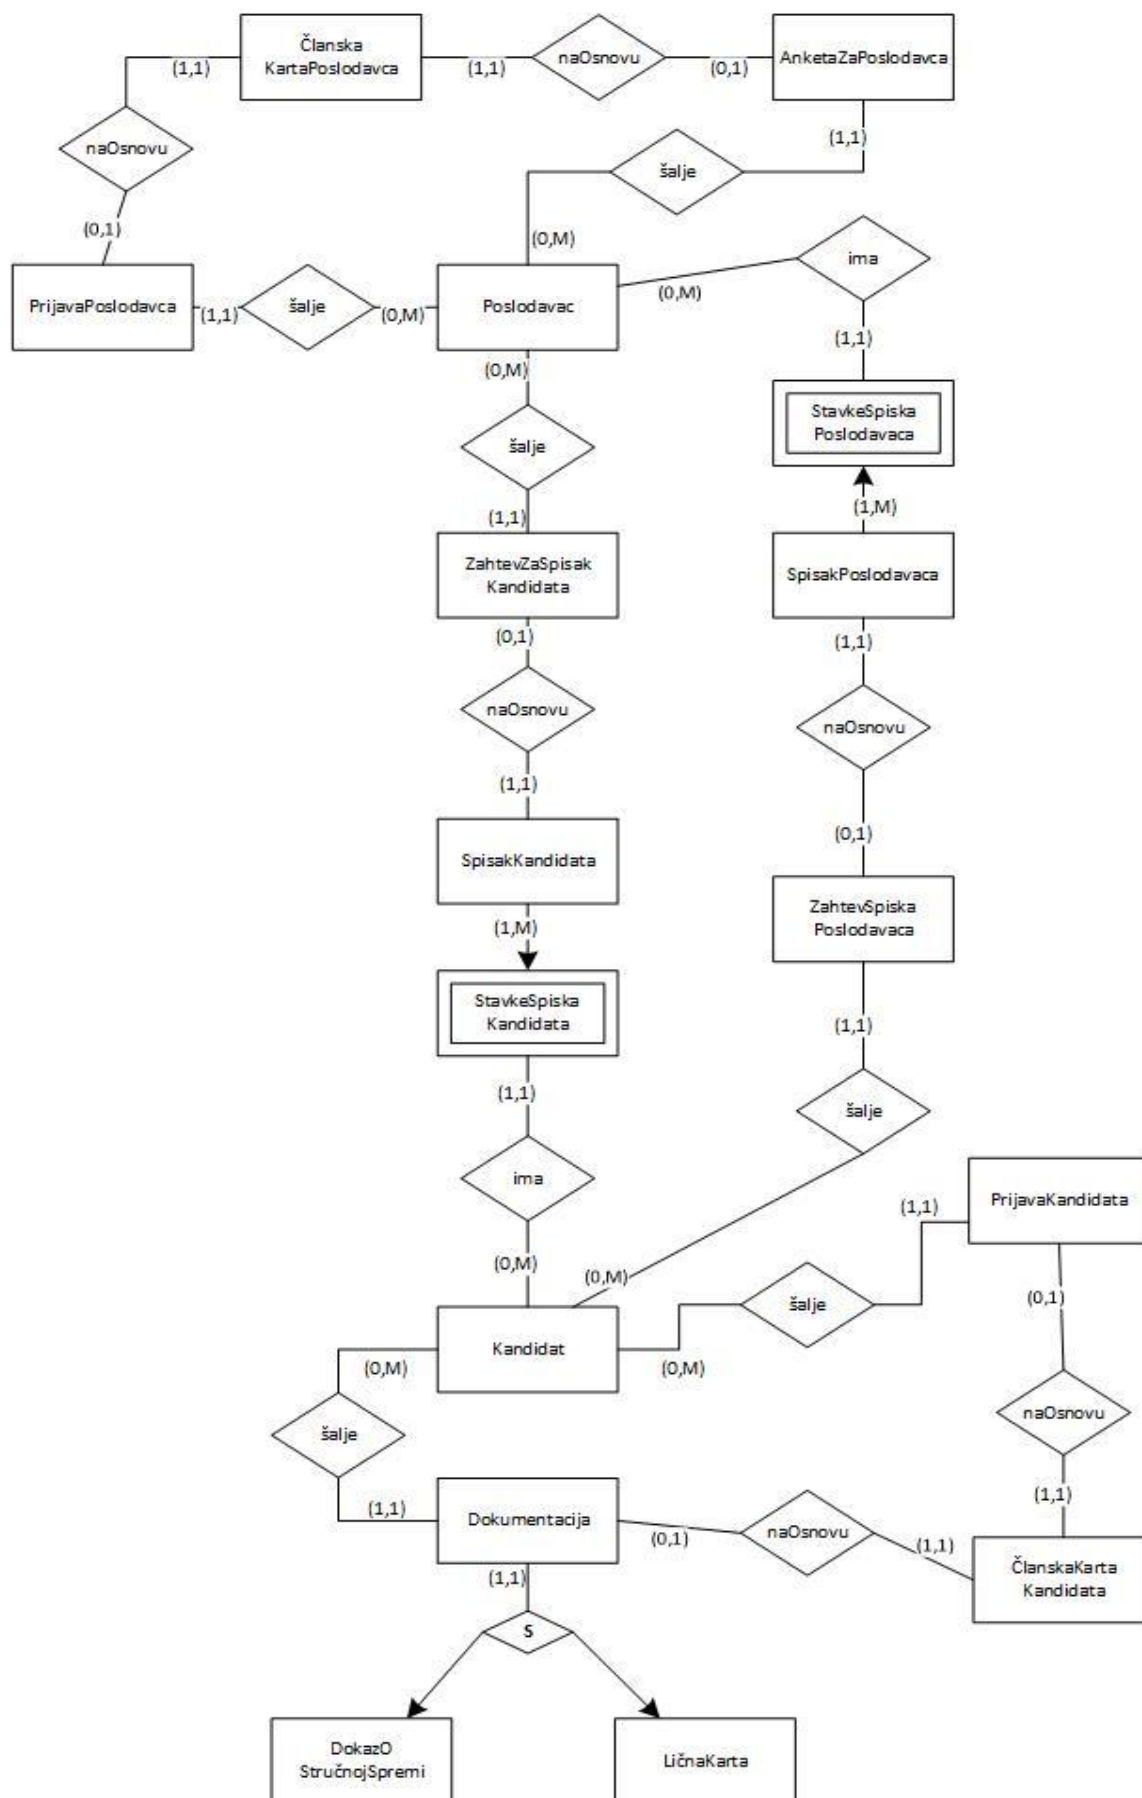 Članska
KartaPoslodavca
(1,1)
(1,1)
naOsnovu
(0,1)
AnketaZaPoslodavca
naOsnovu
(1,1)
šalje
(0,1)
(0,M)
ima
PrijavaPoslodavca
(1,1)
šalje
(0,M)
Poslodavac
(0,M)
(0,M)
(1,1)
StavkeSpiska
Poslodavaca
šalje
(1,M)
(1,1)
ZahtevZaSpisak
Kandidata
SpisakPoslodavaca
(0,1)
(1,1)
naOsnovu
naOsnovu
(1,1)
(0,1)
SpisakKandidata
ZahtevSpiska
Poslodavaca
(1,M)
StavkeSpiska
Kandidata
(1,1)
(1,1)
šalje
ima
PrijavaKandidata
(1,1)
(0,M)
(0,M)
šalje
(0,1)
Kandidat
(0,M)
(0,M)
naOsnovu
šalje
(1,1)
(1,1)
Dokumentacija
(0,1)
naOsnovu
(1,1)
ČlanskaKarta
Kandidata
(1,1)
S
DokazO
StručnojSpremi
LičnaKarta